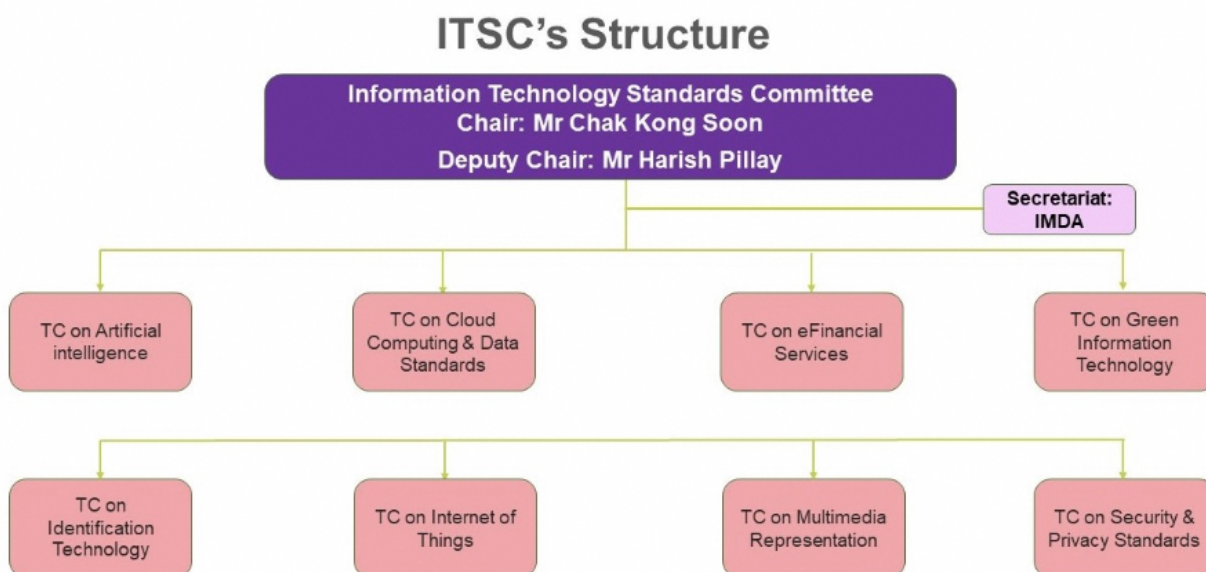 ITSC's Structure
Information Technology Standards Committee
Chair: Mr Chak Kong Soon
Deputy Chair: Mr Harish Pillay
Secretariat:
IMDA
TC on Artificial
intelligence
TC on Cloud
Computing & Data
Standards
TC on eFinancial
Services
TC on Green
Information
Technology
TC on
Identification
Technology
TC on Internet of
Things
TC on Multimedia
Representation
TC on Security &
Privacy Standards